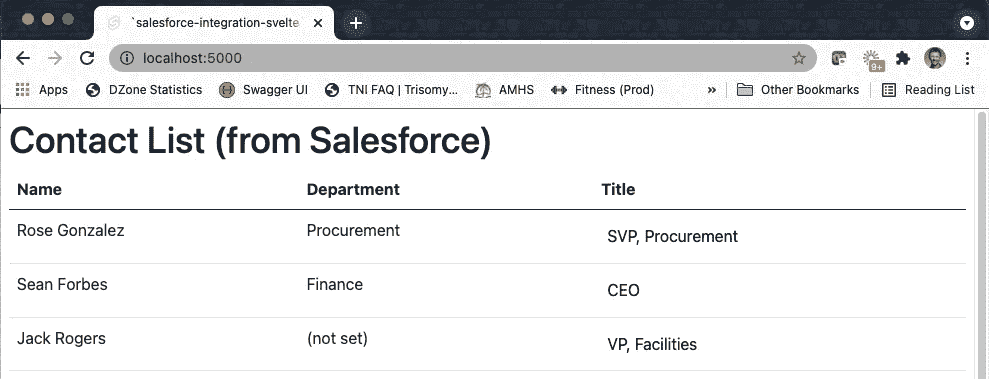 `salesforce-integration-svelte
localhost:5000
9+
Apps DZone Statistics Swagger UI TNI FAQ | Trisomy... AMHS Fitness (Prod) » Other Bookmarks Reading List
Contact List (from Salesforce)
Name Department Title
Rose Gonzalez Procurement SVP, Procurement
Sean Forbes Finance CEO
Jack Rogers (not set) VP, Facilities